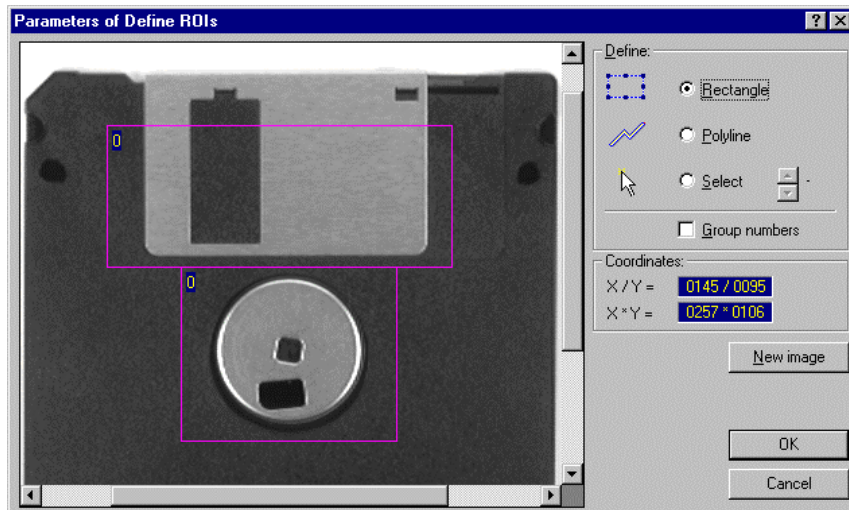 Parameters of Define ROIs
Define:
Rectangle
Polyline
Select -
Group numbers
Coordinates:
X / Y = 0145 / 0095
X * Y = 0257 * 0106
New image
OK
Cancel
0
0